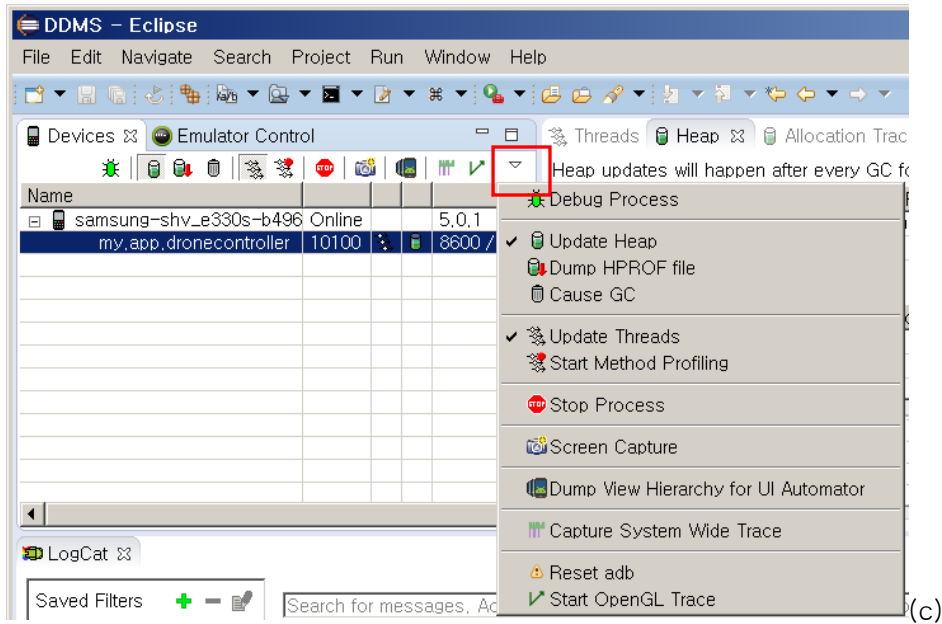 DDMS - Eclipse
File Edit Navigate Search Project Run Window Help
Devices Emulator Control
Threads Heap Allocation Trac
Heap updates will happen after every GC fo
Name
samsung-shv_e330s-b496 Online 5.0.1
my.app.dronecontroller 10100 8600 /
Debug Process
Update Heap
Dump HPROF file
Cause GC
Update Threads
Start Method Profiling
STOP Stop Process
Screen Capture
Dump View Hierarchy for UI Automator
Capture System Wide Trace
Reset adb
Start OpenGL Trace
LogCat
Saved Filters
Search for messages. Ac
(c)